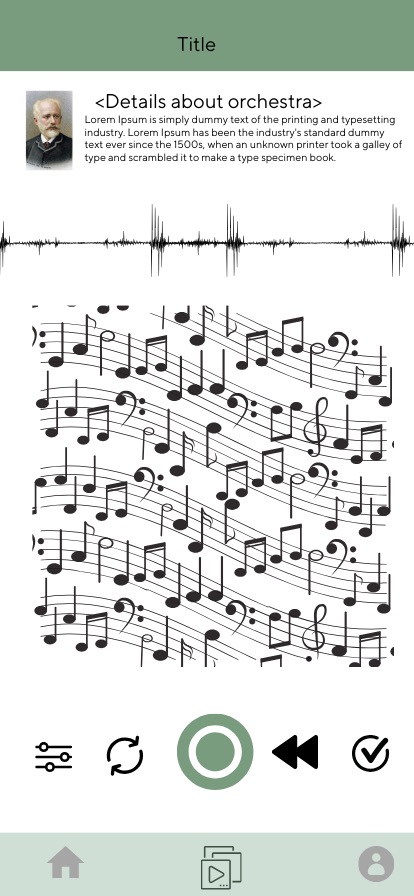 Title
<Details about orchestra>
Lorem Ipsum is simply dummy text of the printing and typesetting
industry. Lorem Ipsum has been the industry's standard dummy
text ever since the 1500s, when an unknown printer took a galley of
type and scrambled it to make a type specimen book.